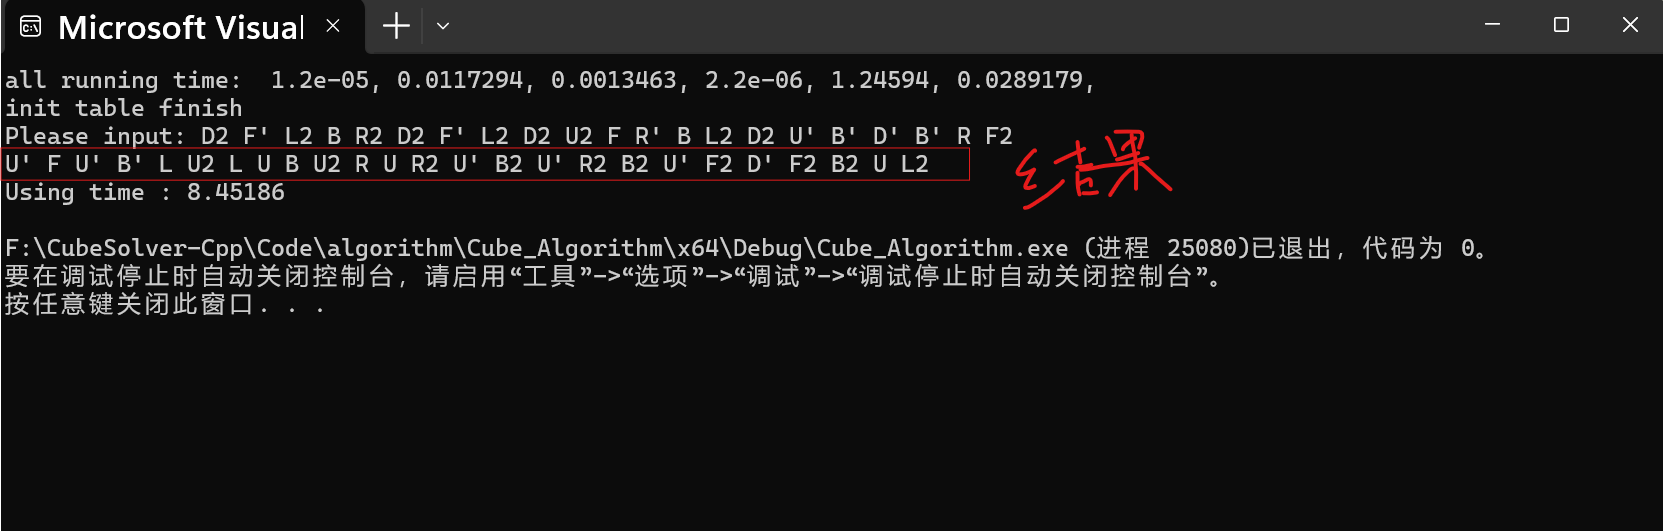 Microsoft Visual
all running time:  1.2e-05, 0.0117294, 0.0013463, 2.2e-06, 1.24594, 0.0289179,
init table finish
Please input: D2 F' L2 B R2 D2 F' L2 D2 U2 F R' B L2 D2 U' B' D' B' R F2
U' F U' B' L U2 L U B U2 R U R2 U' B2 U' R2 B2 U' F2 D' F2 B2 U L2
结果
Using time : 8.45186
F:\CubeSolver-Cpp\Code\algorithm\Cube_Algorithm\x64\Debug\Cube_Algorithm.exe (进程 25080)已退出，代码为 0。
要在调试停止时自动关闭控制台，请启用“工具”->“选项”->“调试”->“调试停止时自动关闭控制台”。
按任意键关闭此窗口. . .